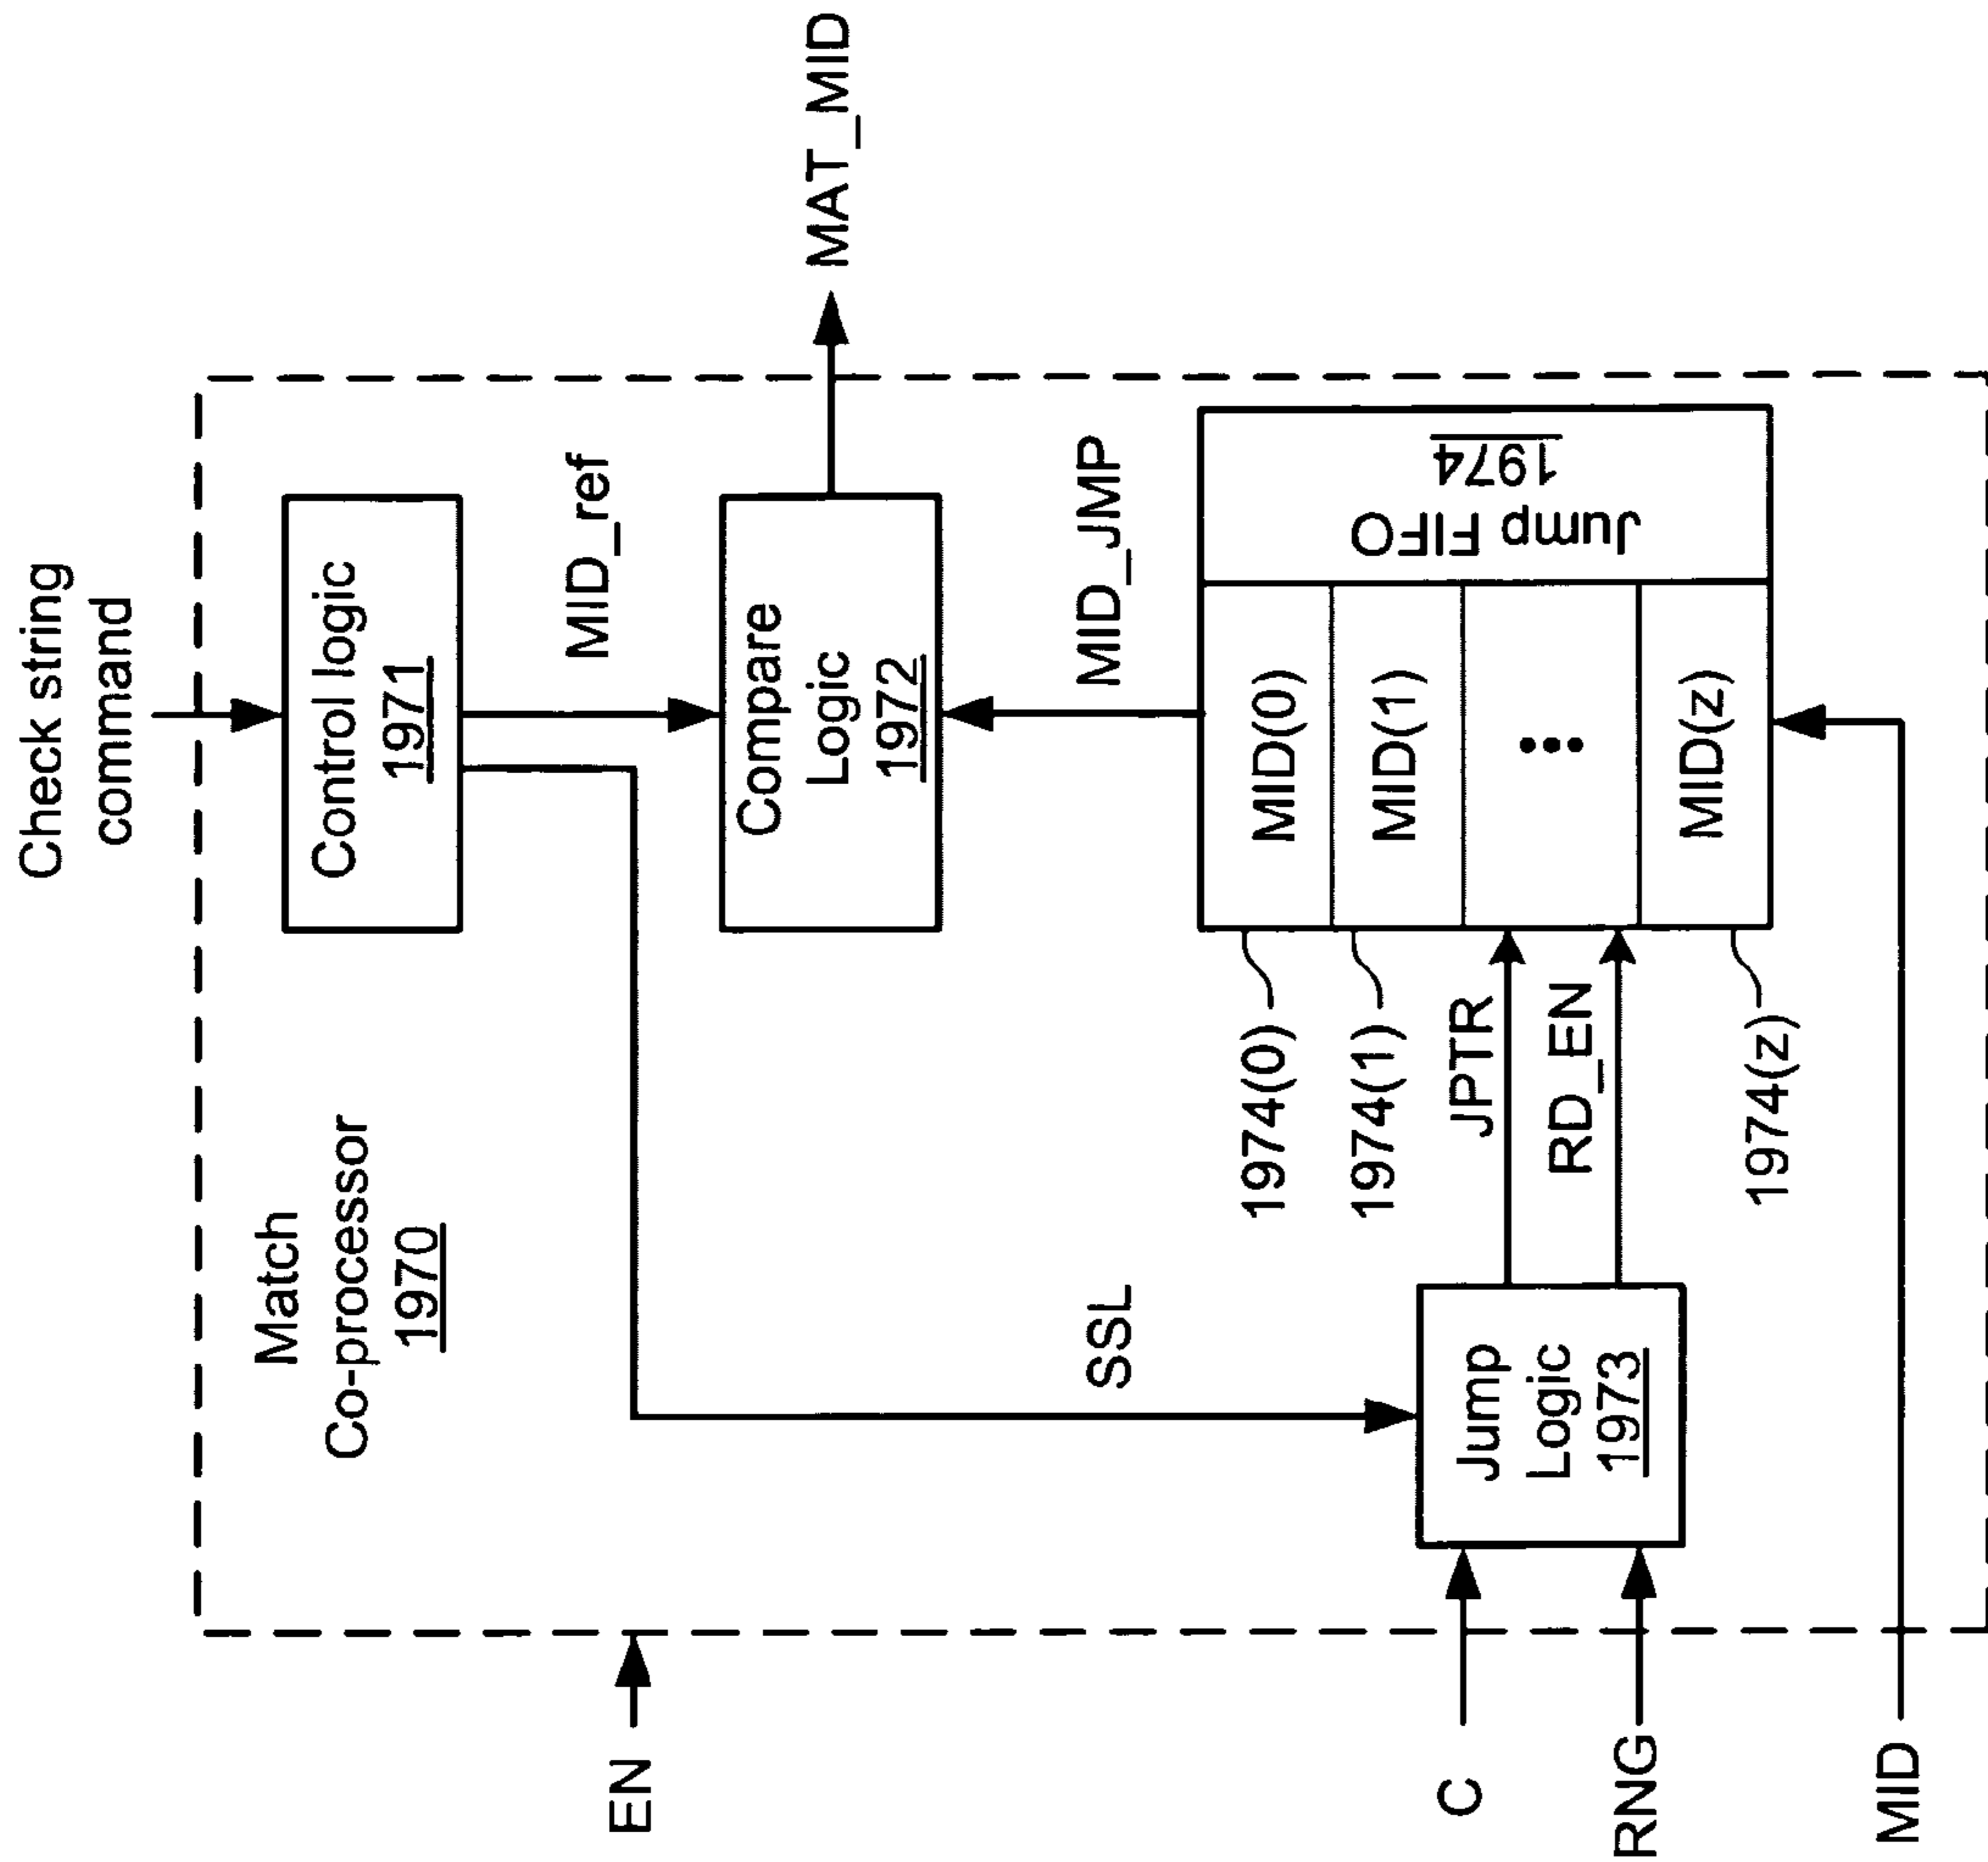 Check string
command
Match
Co-processor
1970
Control logic
1971
MID_ref
Compare
Logic
1972
MAT_MID
SSL
MID_JMP
EN
C
RNG
MID
Jump
Logic
1973
JPTR
RD_EN
1974(0)
1974(1)
1974(z)
MID(0)
MID(1)
•••
MID(z)
Jump FIFO
1974